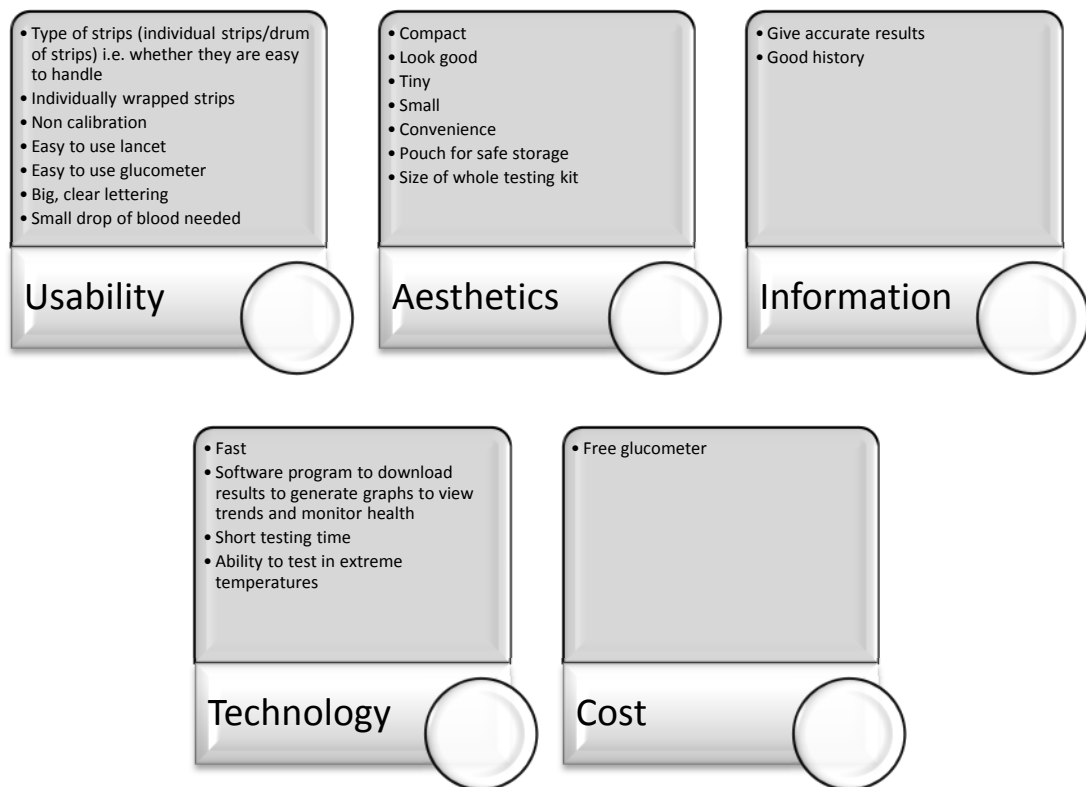 • Type of strips (individual strips/drum
of strips) i.e. whether they are easy
to handle
• Individually wrapped strips
• Non calibration
• Easy to use lancet
• Easy to use glucometer
• Big, clear lettering
• Small drop of blood needed
Usability
• Compact
• Look good
• Tiny
• Small
• Convenience
• Pouch for safe storage
• Size of whole testing kit
Aesthetics
• Give accurate results
• Good history
Information
• Fast
• Software program to download
results to generate graphs to view
trends and monitor health
• Short testing time
• Ability to test in extreme
temperatures
Technology
• Free glucometer
Cost